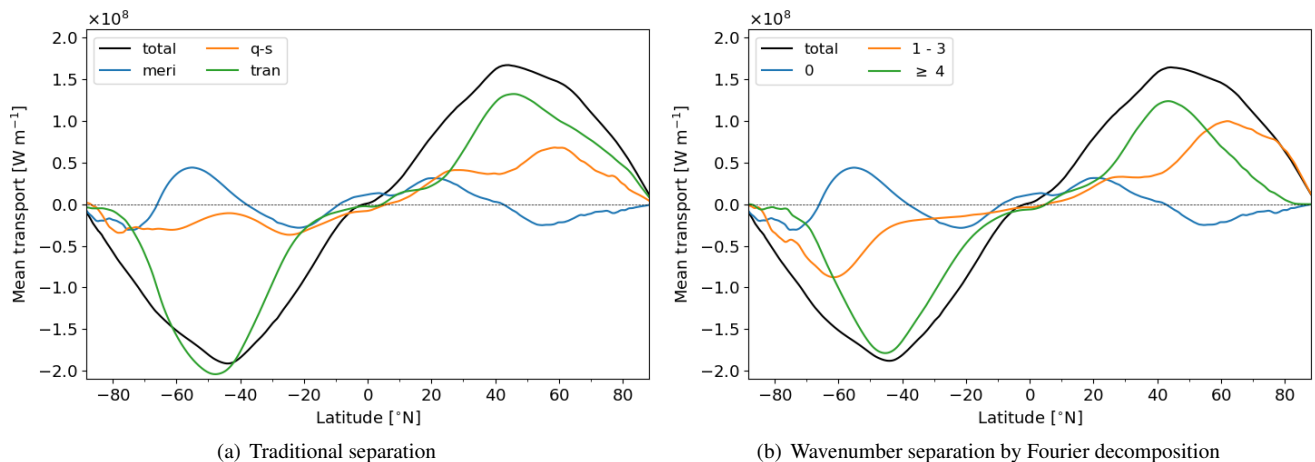 ×10⁸
2.0
1.5
1.0
0.5
0.0
−0.5
−1.0
−1.5
−2.0
Mean transport [W m⁻¹]
total
meri
q-s
tran
−80 −60 −40 −20 0 20 40 60 80
Latitude [°N]
(a) Traditional separation
×10⁸
2.0
1.5
1.0
0.5
0.0
−0.5
−1.0
−1.5
−2.0
Mean transport [W m⁻¹]
total
0
1 - 3
≥ 4
−80 −60 −40 −20 0 20 40 60 80
Latitude [°N]
(b) Wavenumber separation by Fourier decomposition